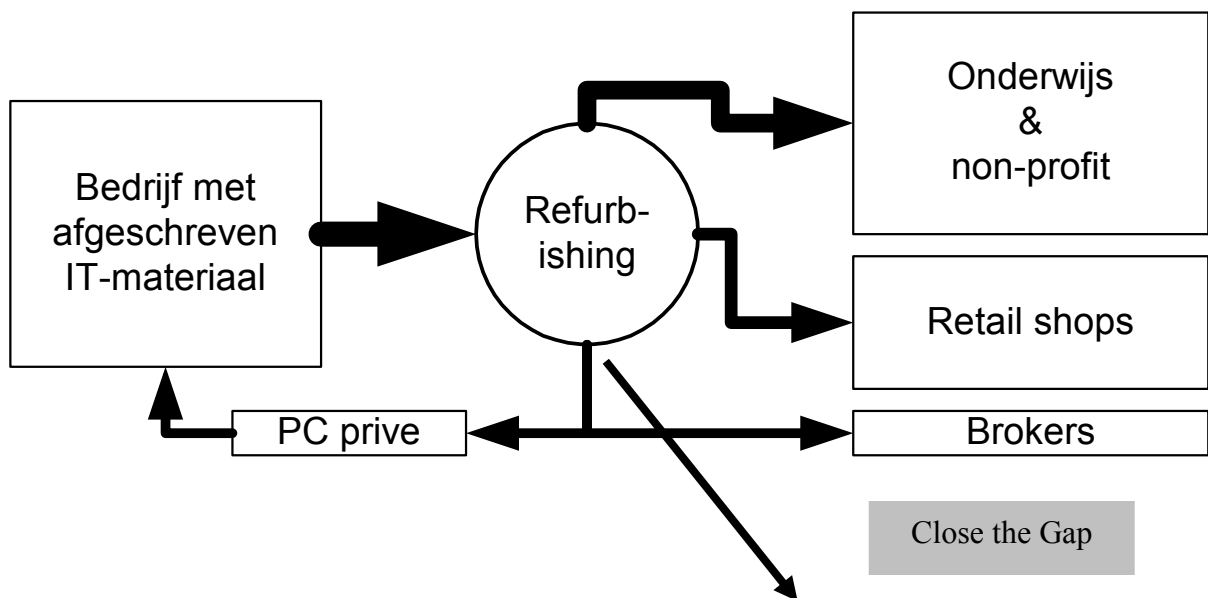 Bedrijf met
afgeschreven
IT-materiaal
Refurb-
ishing
Onderwijs
&
non-profit
Retail shops
PC prive
Brokers
Close the Gap